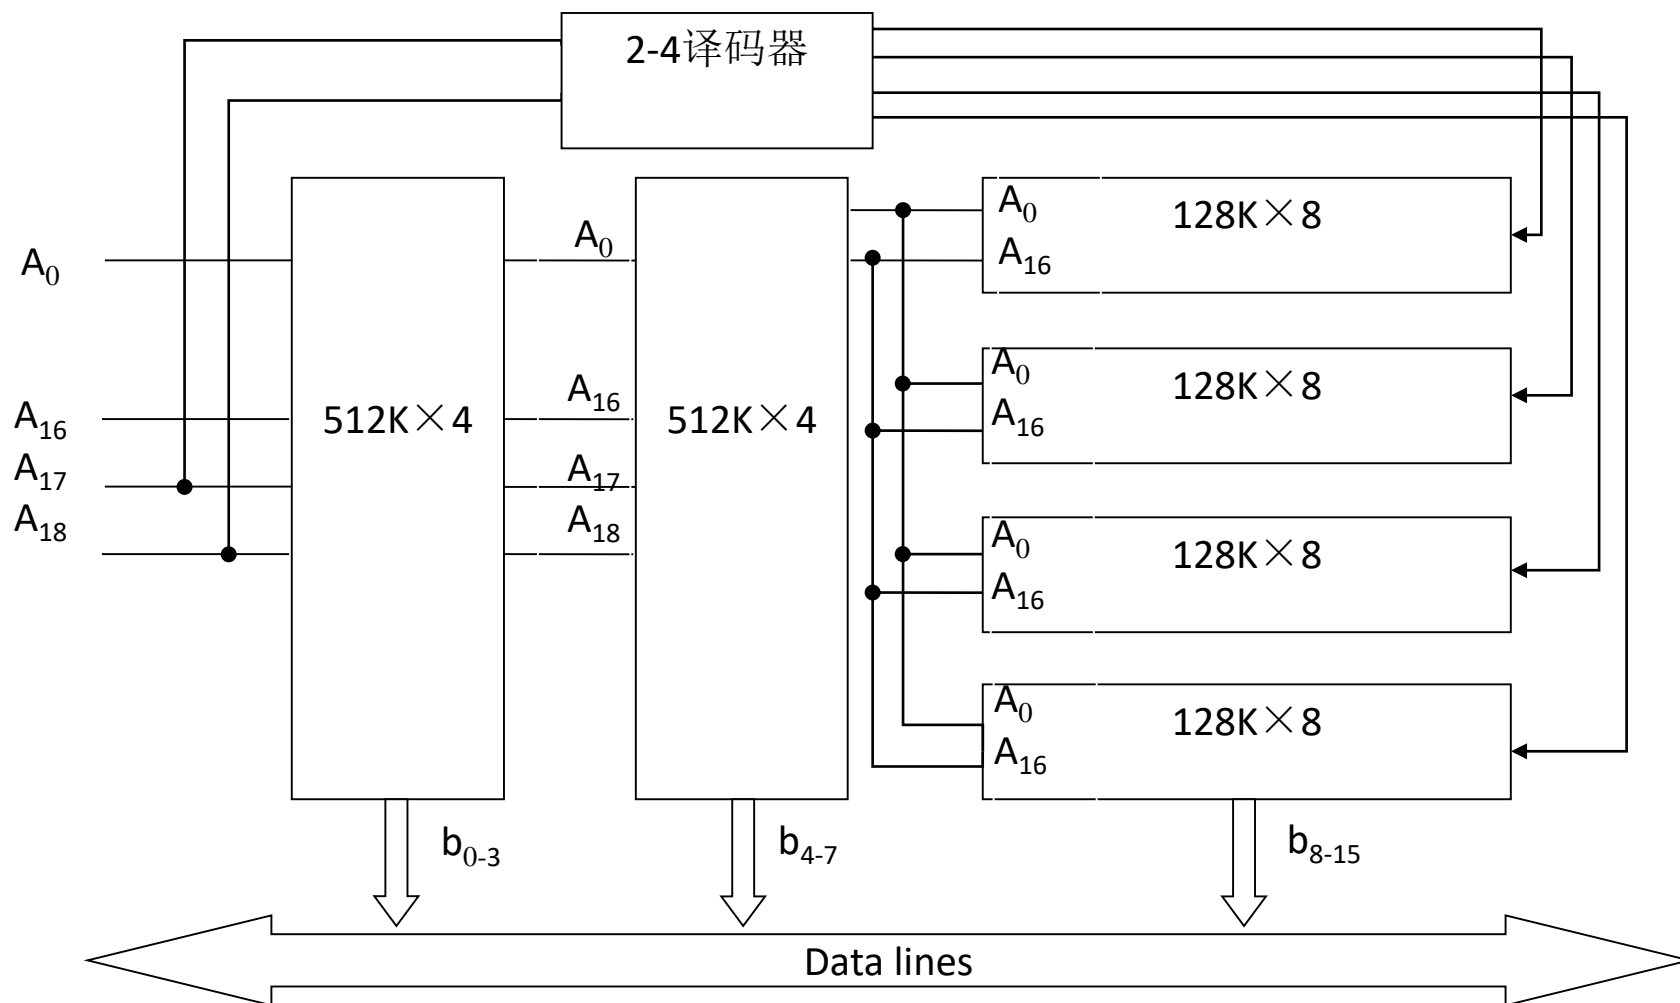 2-4译码器
A₀
A₁₆
A₁₇
A₁₈
512K×4
A₀
A₁₆
A₁₇
A₁₈
512K×4
A₀
A₁₆
128K×8
A₀
A₁₆
128K×8
A₀
A₁₆
128K×8
A₀
A₁₆
128K×8
b₀₋₃
b₄₋₇
b₈₋₁₅
Data lines